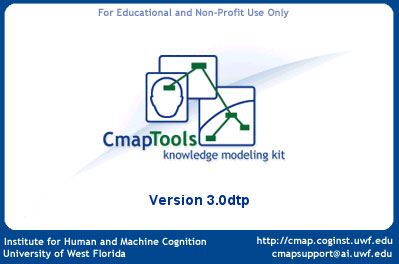 For Educational and Non-Profit Use Only
CmapTools
knowledge modeling kit
Version 3.0dtp
Institute for Human and Machine Cognition
University of West Florida
http://cmap.coginst.uwf.edu
cmapsupport@ai.uwf.edu